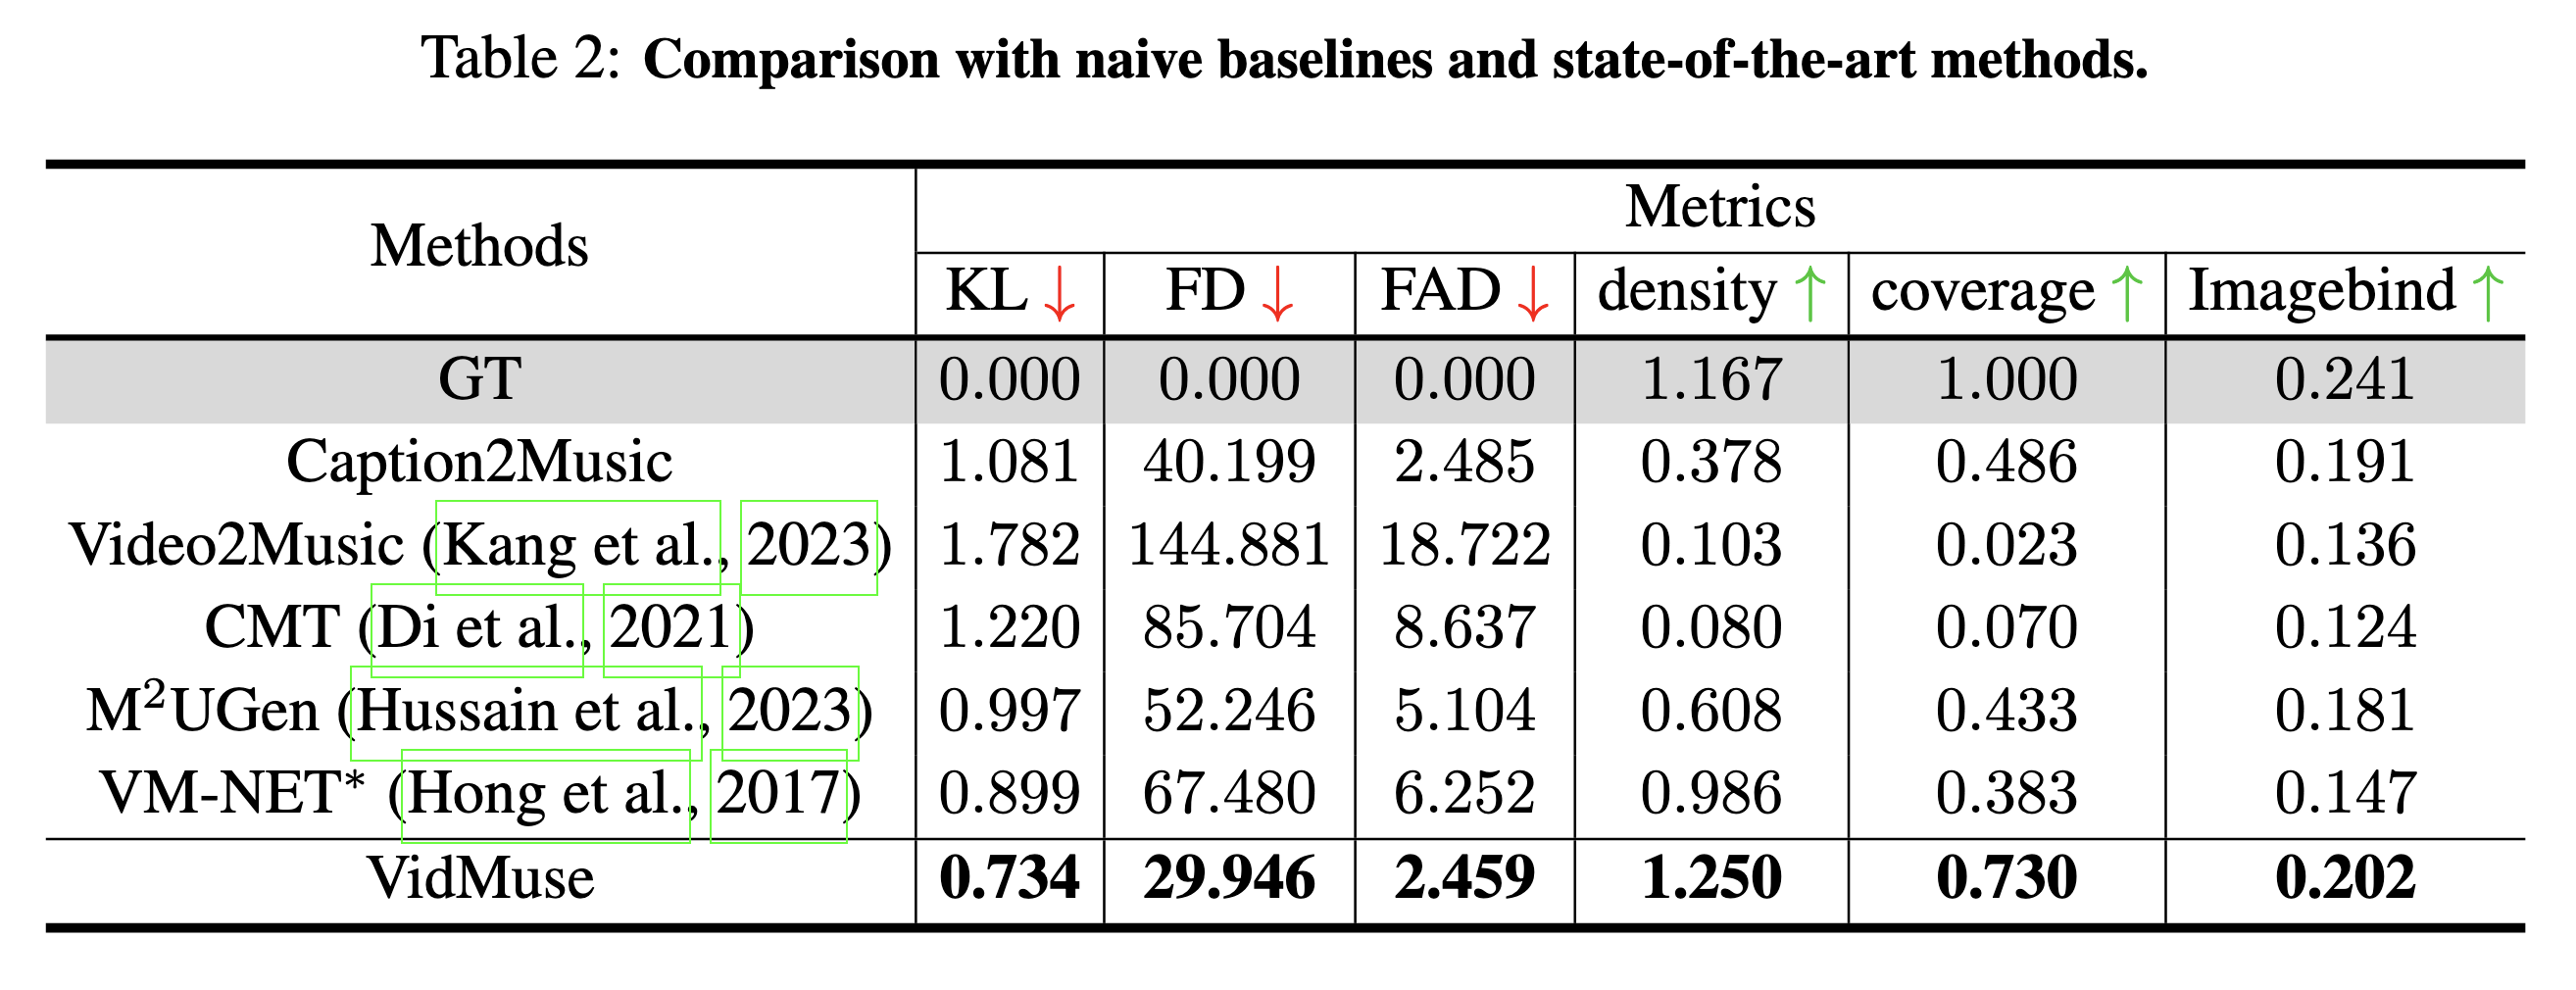 Table 2: Comparison with naive baselines and state-of-the-art methods.
Methods Metrics
KL ↓ FD ↓ FAD ↓ density ↑ coverage ↑ Imagebind ↑
GT 0.000 0.000 0.000 1.167 1.000 0.241
Caption2Music 1.081 40.199 2.485 0.378 0.486 0.191
Video2Music (Kang et al., 2023) 1.782 144.881 18.722 0.103 0.023 0.136
CMT (Di et al., 2021) 1.220 85.704 8.637 0.080 0.070 0.124
M²UGen (Hussain et al., 2023) 0.997 52.246 5.104 0.608 0.433 0.181
VM-NET* (Hong et al., 2017) 0.899 67.480 6.252 0.986 0.383 0.147
VidMuse 0.734 29.946 2.459 1.250 0.730 0.202